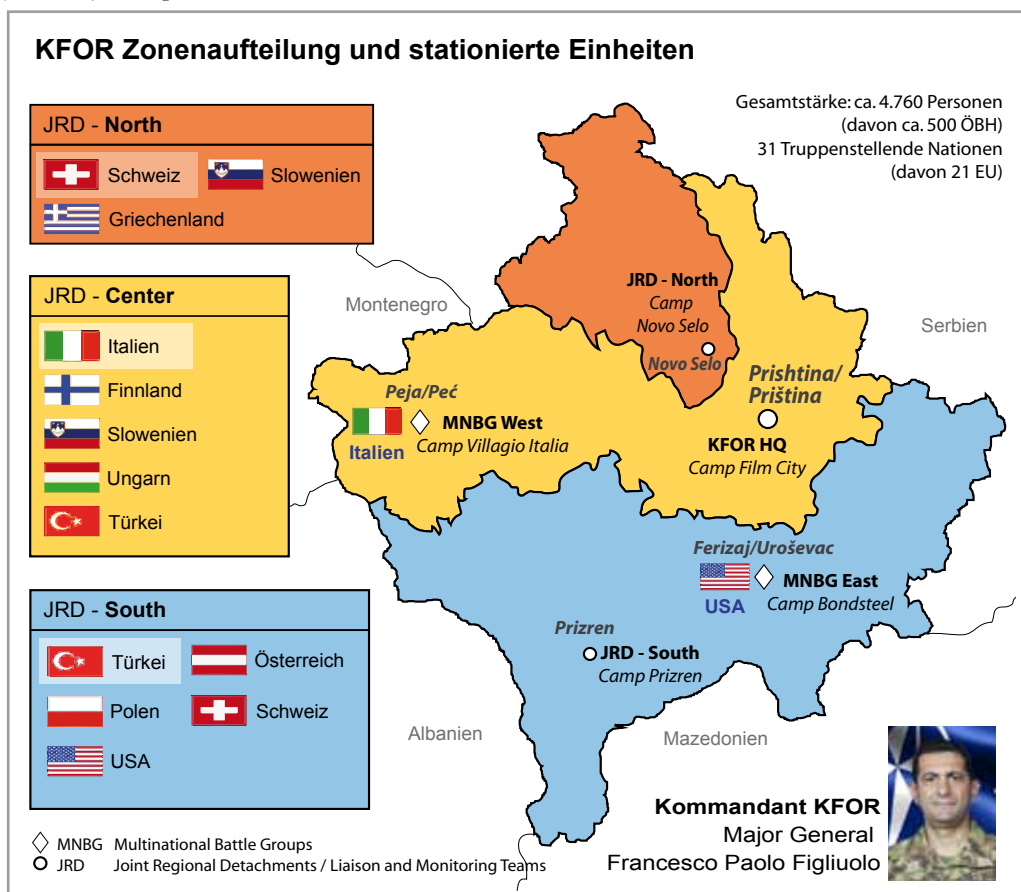 KFOR Zonenaufteilung und stationierte Einheiten
Gesamtstärke: ca. 4.760 Personen
(davon ca. 500 ÖBH)
31 Truppenstellende Nationen
(davon 21 EU)
JRD - North
Schweiz
Slowenien
Griechenland
JRD - Center
Italien
Finnland
Slowenien
Ungarn
Türkei
JRD - South
Türkei
Österreich
Polen
Schweiz
USA
Montenegro
Serbien
Albanien
Mazedonien
JRD - North
Camp
Novo Selo
Novo Selo
Prishtina/
Priština
KFOR HQ
Camp Film City
Peja/Peć
Italien
MNBG West
Camp Villagio Italia
Ferizaj/Uroševac
USA
MNBG East
Camp Bondsteel
Prizren
JRD - South
Camp Prizren
Kommandant KFOR
Major General
Francesco Paolo Figliuolo
MNBG Multinational Battle Groups
JRD Joint Regional Detachments / Liaison and Monitoring Teams